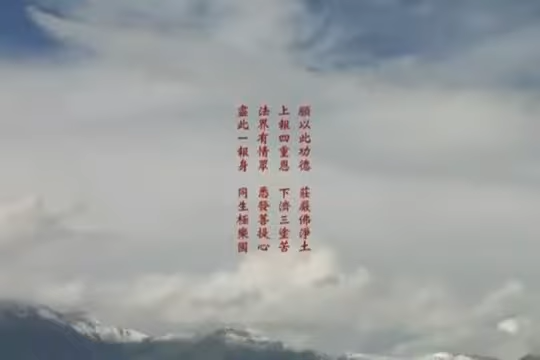 願以此功德　莊嚴佛淨土
上報四重恩　下濟三塗苦
法界有情眾　悉發菩提心
盡此一報身　同生極樂國